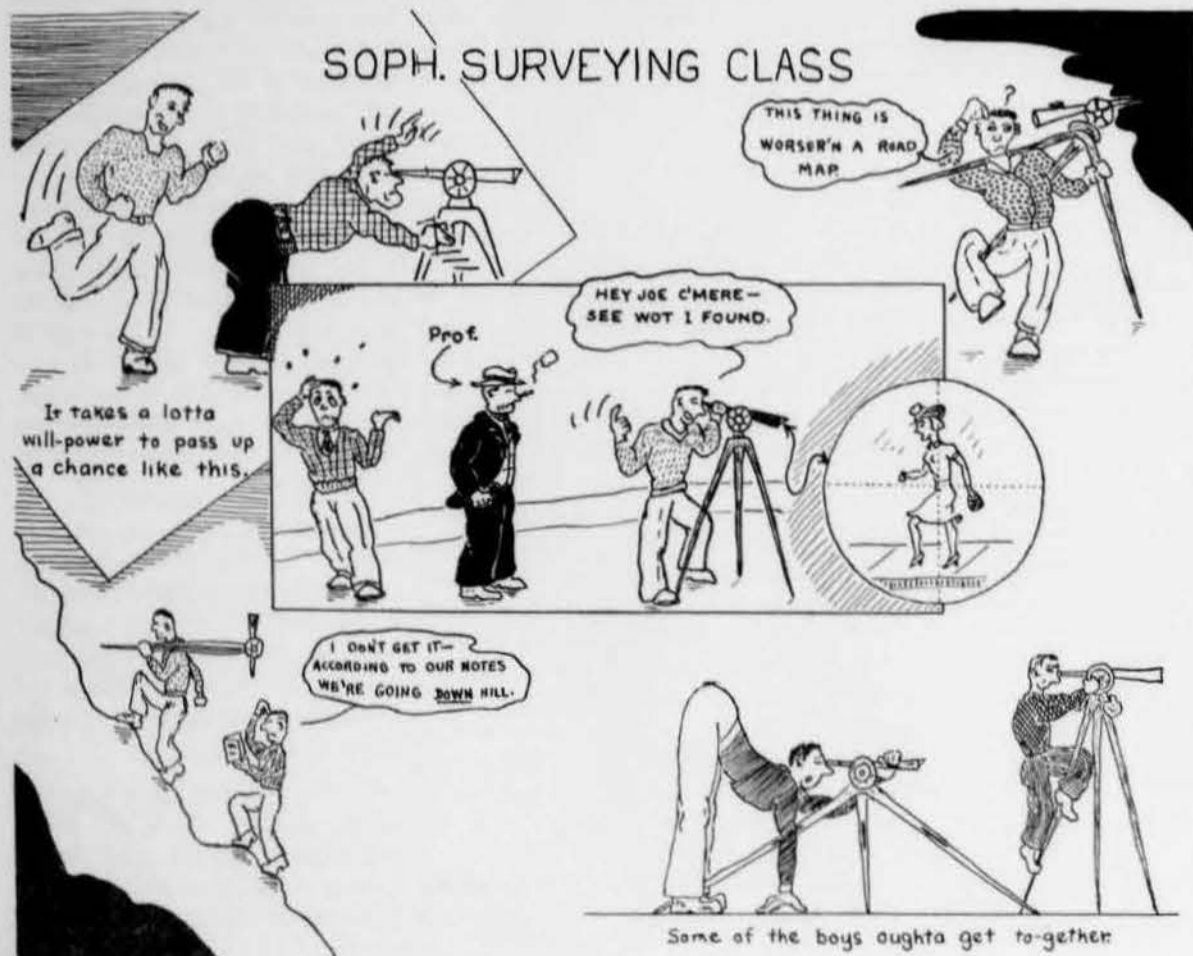 SOPH. SURVEYING CLASS
THIS THING IS
WORSER'N A ROAD
MAP.
?
HEY JOE C'MERE—
SEE WOT I FOUND.
Prof.
It takes a lotta
will-power to pass up
a chance like this.
I DON'T GET IT—
ACCORDING TO OUR NOTES
WE'RE GOING DOWN HILL.
Some of the boys oughta get to-gether.